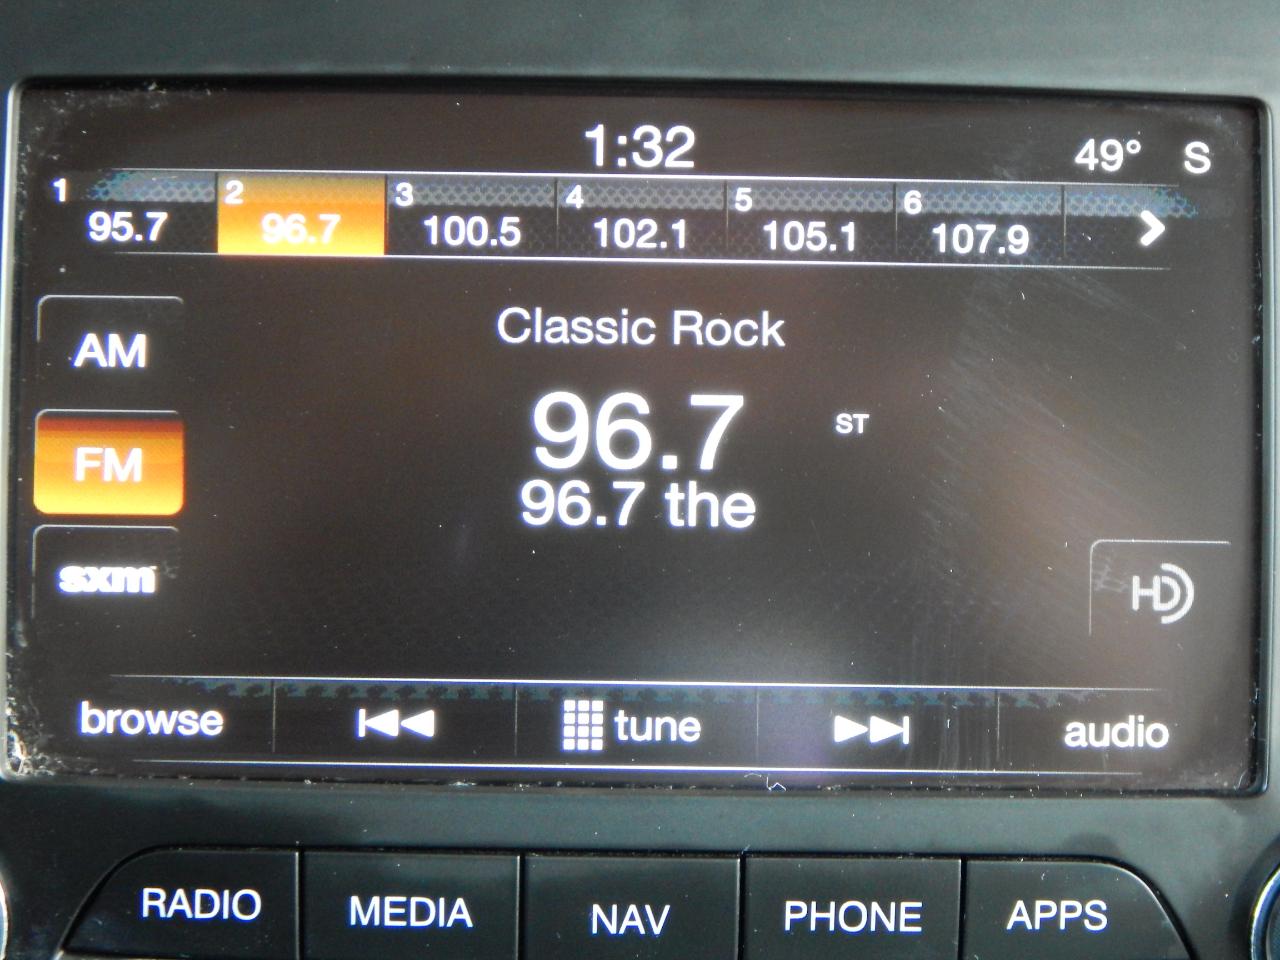 1:32
49° S
1 2 3 4 5 6
95.7 96.7 100.5 102.1 105.1 107.9
AM
Classic Rock
96.7 ST
FM
96.7 the
sxm
HD
browse tune audio
RADIO MEDIA NAV PHONE APPS